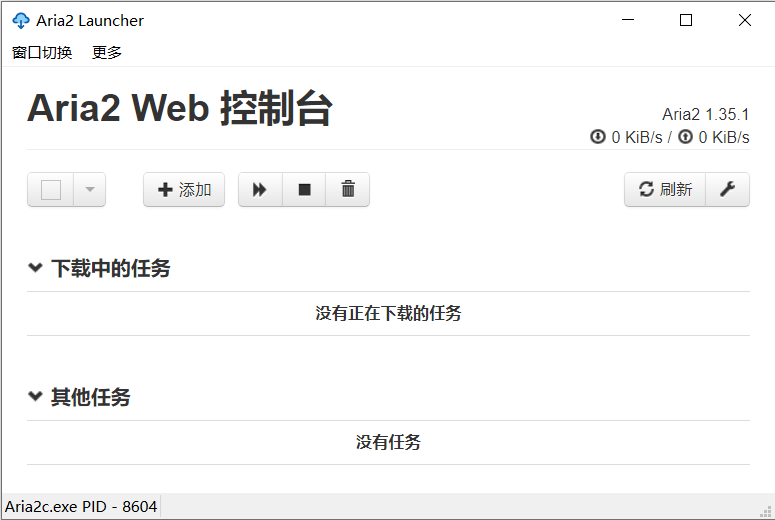 Aria2 Launcher
窗口切换 更多
Aria2 Web 控制台
Aria2 1.35.1
0 KiB/s / 0 KiB/s
添加 刷新
下载中的任务
没有正在下载的任务
其他任务
没有任务
Aria2c.exe PID - 8604